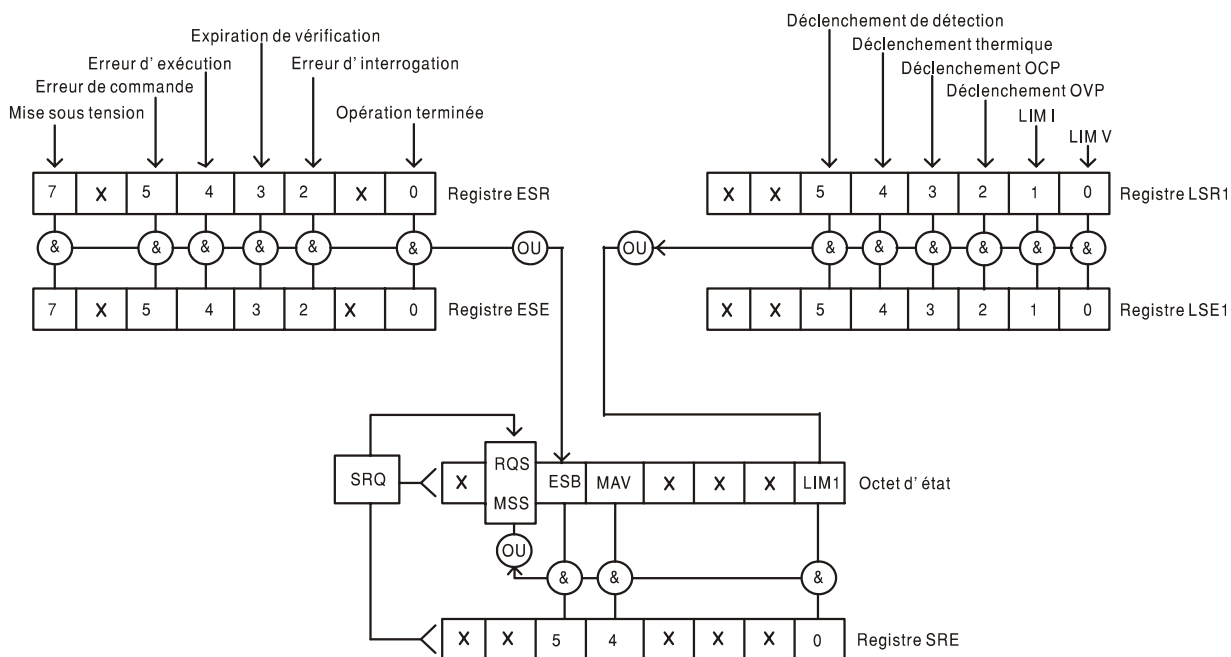 Expiration de vérification
Erreur d' exécution
Erreur d' interrogation
Erreur de commande
Mise sous tension
Opération terminée
7 X 5 4 3 2 X 0 Registre ESR
& & & & & & OU
7 X 5 4 3 2 X 0 Registre ESE
Déclenchement de détection
Déclenchement thermique
Déclenchement OCP
Déclenchement OVP
LIM I
LIM V
X X 5 4 3 2 1 0 Registre LSR1
OU & & & & & &
X X 5 4 3 2 1 0 Registre LSE1
SRQ
X RQS MSS ESB MAV X X X LIM1 Octet d' état
OU & & &
X X 5 4 X X X 0 Registre SRE